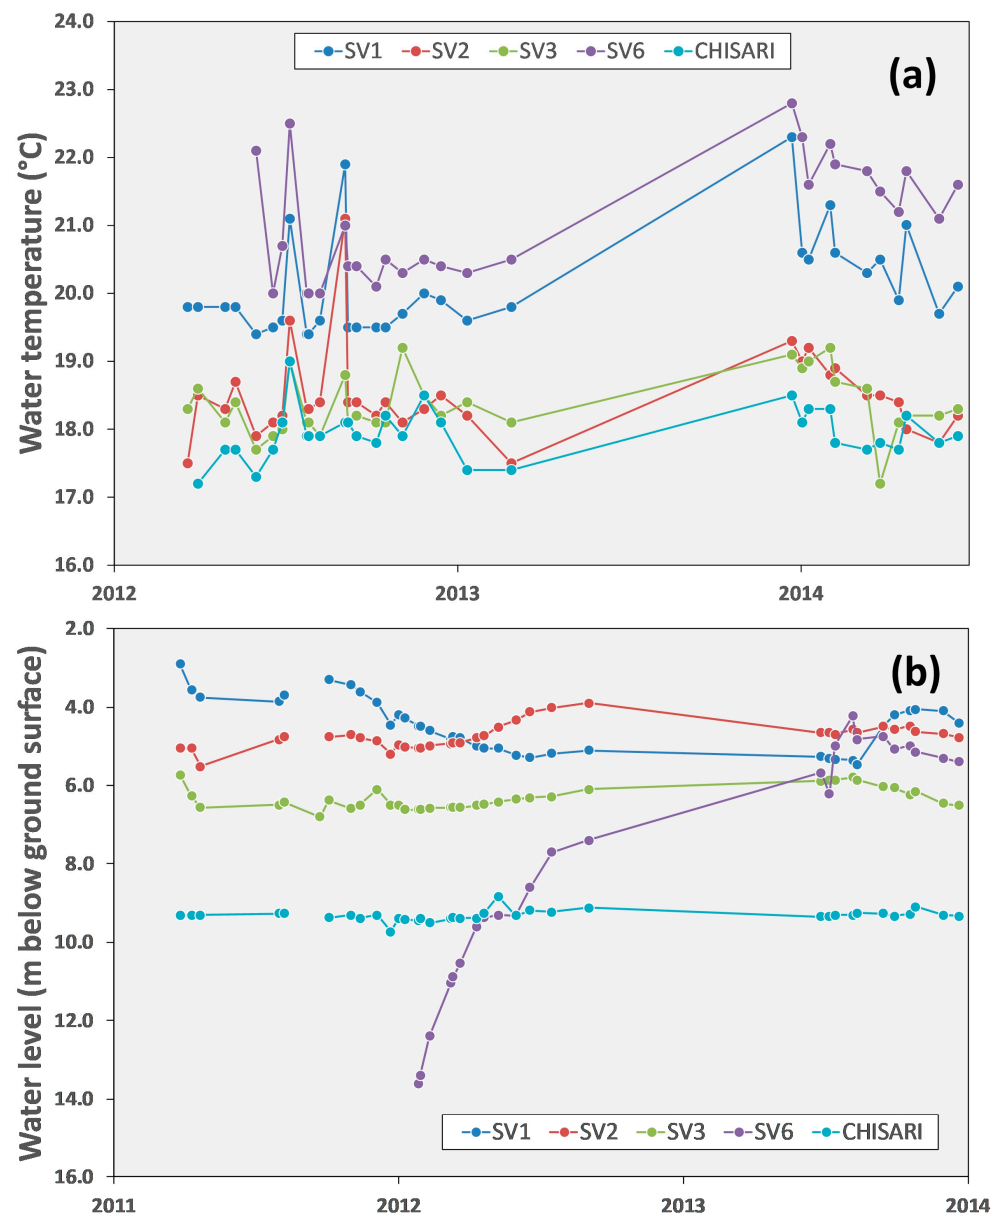 24.0
SV1 SV2 SV3 SV6 CHISARI
(a)
23.0
22.0
21.0
20.0
19.0
18.0
17.0
16.0
Water temperature (°C)
2012 2013 2014
2.0
(b)
4.0
6.0
8.0
10.0
12.0
14.0
16.0
Water level (m below ground surface)
SV1 SV2 SV3 SV6 CHISARI
2011 2012 2013 2014